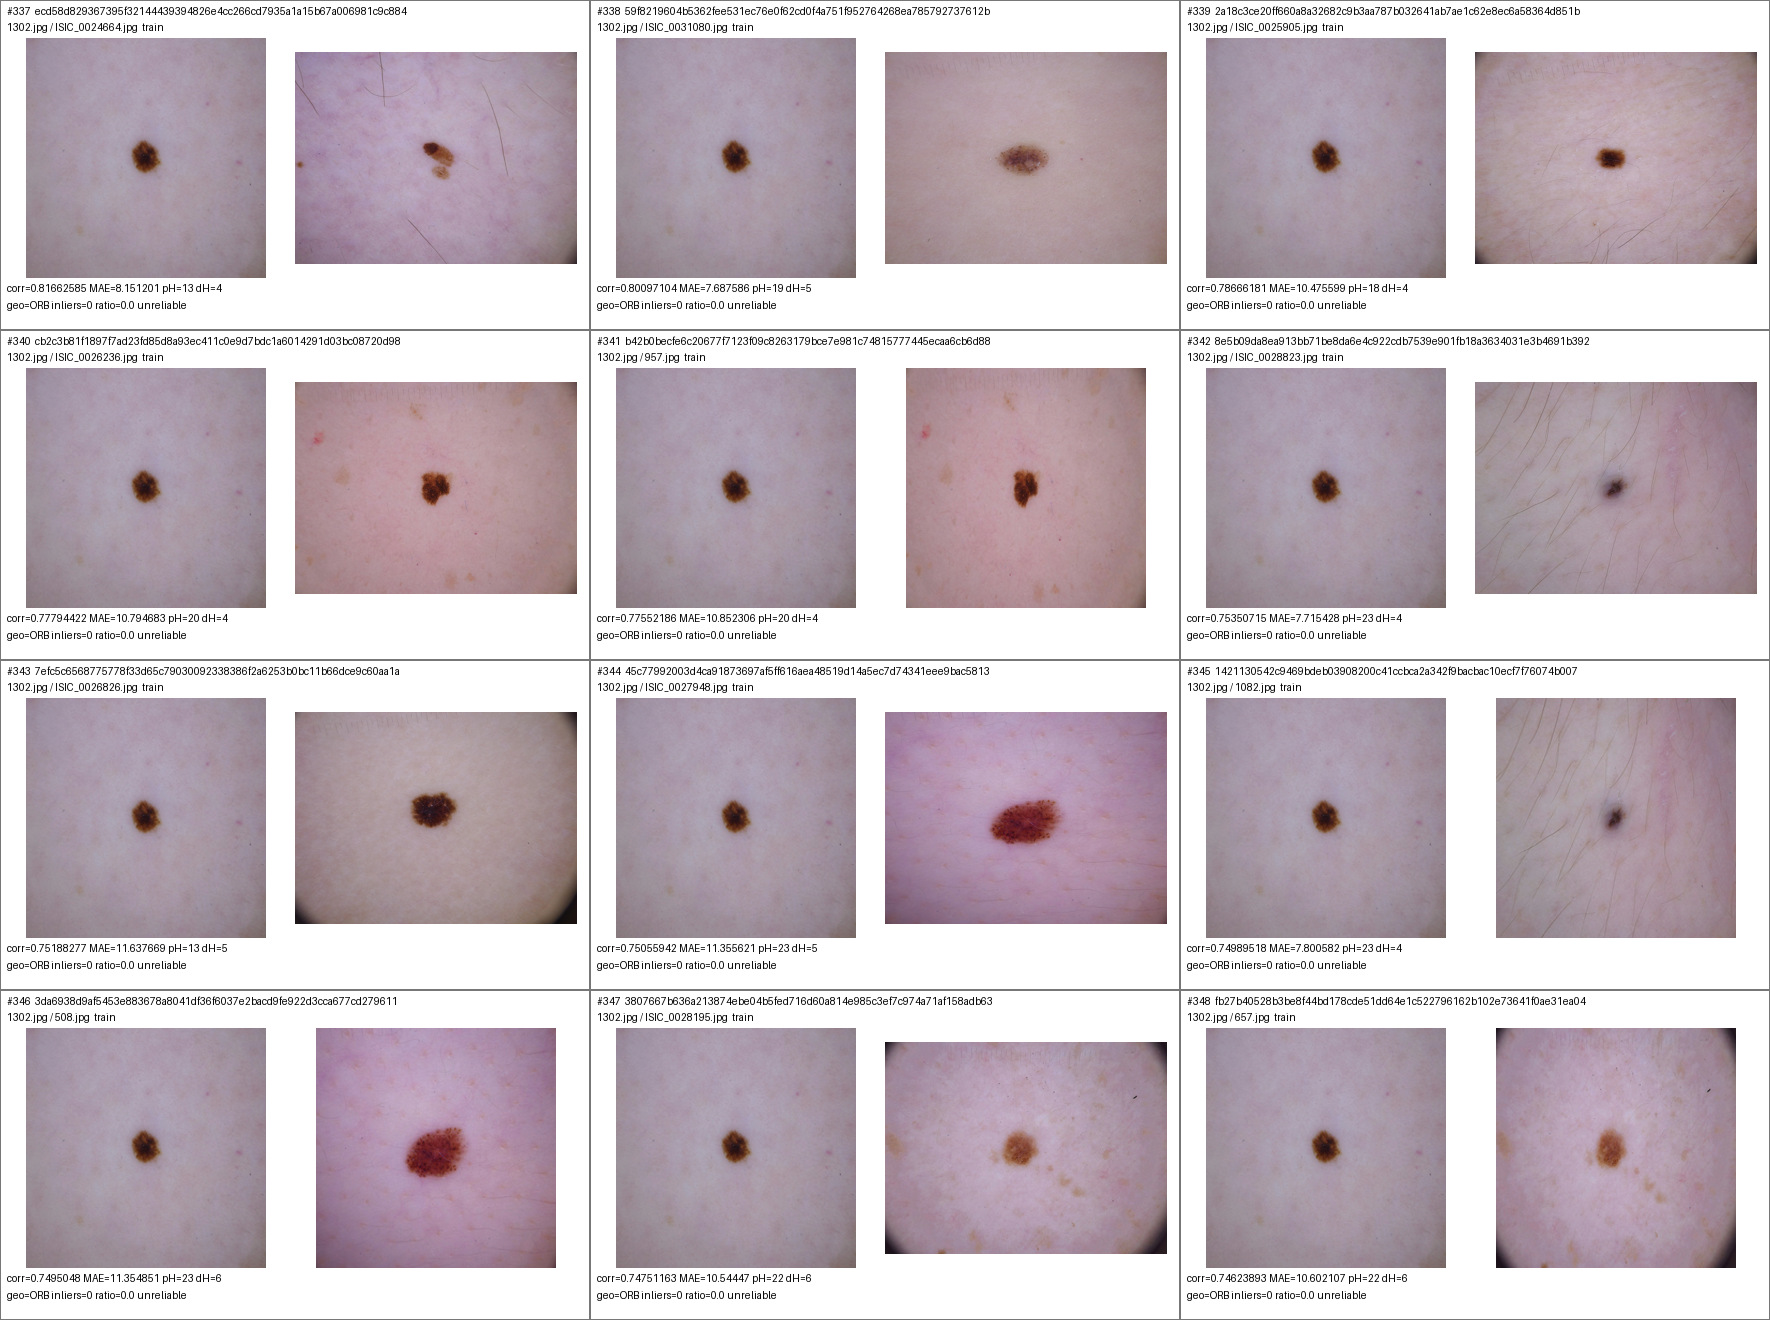 #337 ecd58d829367395f32144439394826e4cc266cd7935a1a15b67a006981c9c884
1302.jpg / ISIC_0024664.jpg train
corr=0.81662585 MAE=8.151201 pH=13 dH=4
geo=ORB inliers=0 ratio=0.0 unreliable
#338 59f8219604b5362fee531ec76e0f62cd0f4a751f952764268ea785792737612b
1302.jpg / ISIC_0031080.jpg train
corr=0.80097104 MAE=7.687586 pH=19 dH=5
geo=ORB inliers=0 ratio=0.0 unreliable
#339 2a18c3ce20ff660a8a32682c9b3aa787b032641ab7ae1c62e8ec6a58364d851b
1302.jpg / ISIC_0025905.jpg train
corr=0.78666181 MAE=10.475599 pH=18 dH=4
geo=ORB inliers=0 ratio=0.0 unreliable
#340 cb2c3b81f1897f7ad23fd85d8a93ec411c0e9d7bdc1a6014291d03bc08720d98
1302.jpg / ISIC_0026236.jpg train
corr=0.77794422 MAE=10.794683 pH=20 dH=4
geo=ORB inliers=0 ratio=0.0 unreliable
#341 b42b0becfe6c20677f7123f09c8263179bce7e981c74815777445ecaa6cb6d88
1302.jpg / 957.jpg train
corr=0.77552186 MAE=10.852306 pH=20 dH=4
geo=ORB inliers=0 ratio=0.0 unreliable
#342 8e5b09da8ea913bb71be8da6e4c922cdb7539e901fb18a3634031e3b4691b392
1302.jpg / ISIC_0028823.jpg train
corr=0.75350715 MAE=7.715428 pH=23 dH=4
geo=ORB inliers=0 ratio=0.0 unreliable
#343 7efc5c6568775778f33d65c79030092338386f2a6253b0bc11b66dce9c60aa1a
1302.jpg / ISIC_0026826.jpg train
corr=0.75188277 MAE=11.637669 pH=13 dH=5
geo=ORB inliers=0 ratio=0.0 unreliable
#344 45c77992003d4ca91873697af5ff616aea48519d14a5ec7d74341eee9bac5813
1302.jpg / ISIC_0027948.jpg train
corr=0.75055942 MAE=11.355621 pH=23 dH=5
geo=ORB inliers=0 ratio=0.0 unreliable
#345 1421130542c9469bdeb03908200c41ccbca2a342f9bacbac10ecf7f76074b007
1302.jpg / 1082.jpg train
corr=0.74989518 MAE=7.800582 pH=23 dH=4
geo=ORB inliers=0 ratio=0.0 unreliable
#346 3da6938d9af5453e883678a8041df36f6037e2bacd9fe922d3cca677cd279611
1302.jpg / 508.jpg train
corr=0.7495048 MAE=11.354851 pH=23 dH=6
geo=ORB inliers=0 ratio=0.0 unreliable
#347 3807667b636a213874ebe04b5fed716d60a814e985c3ef7c974a71af158adb63
1302.jpg / ISIC_0028195.jpg train
corr=0.74751163 MAE=10.54447 pH=22 dH=6
geo=ORB inliers=0 ratio=0.0 unreliable
#348 fb27b40528b3be8f44bd178cde51dd64e1c522796162b102e73641f0ae31ea04
1302.jpg / 657.jpg train
corr=0.74623893 MAE=10.602107 pH=22 dH=6
geo=ORB inliers=0 ratio=0.0 unreliable